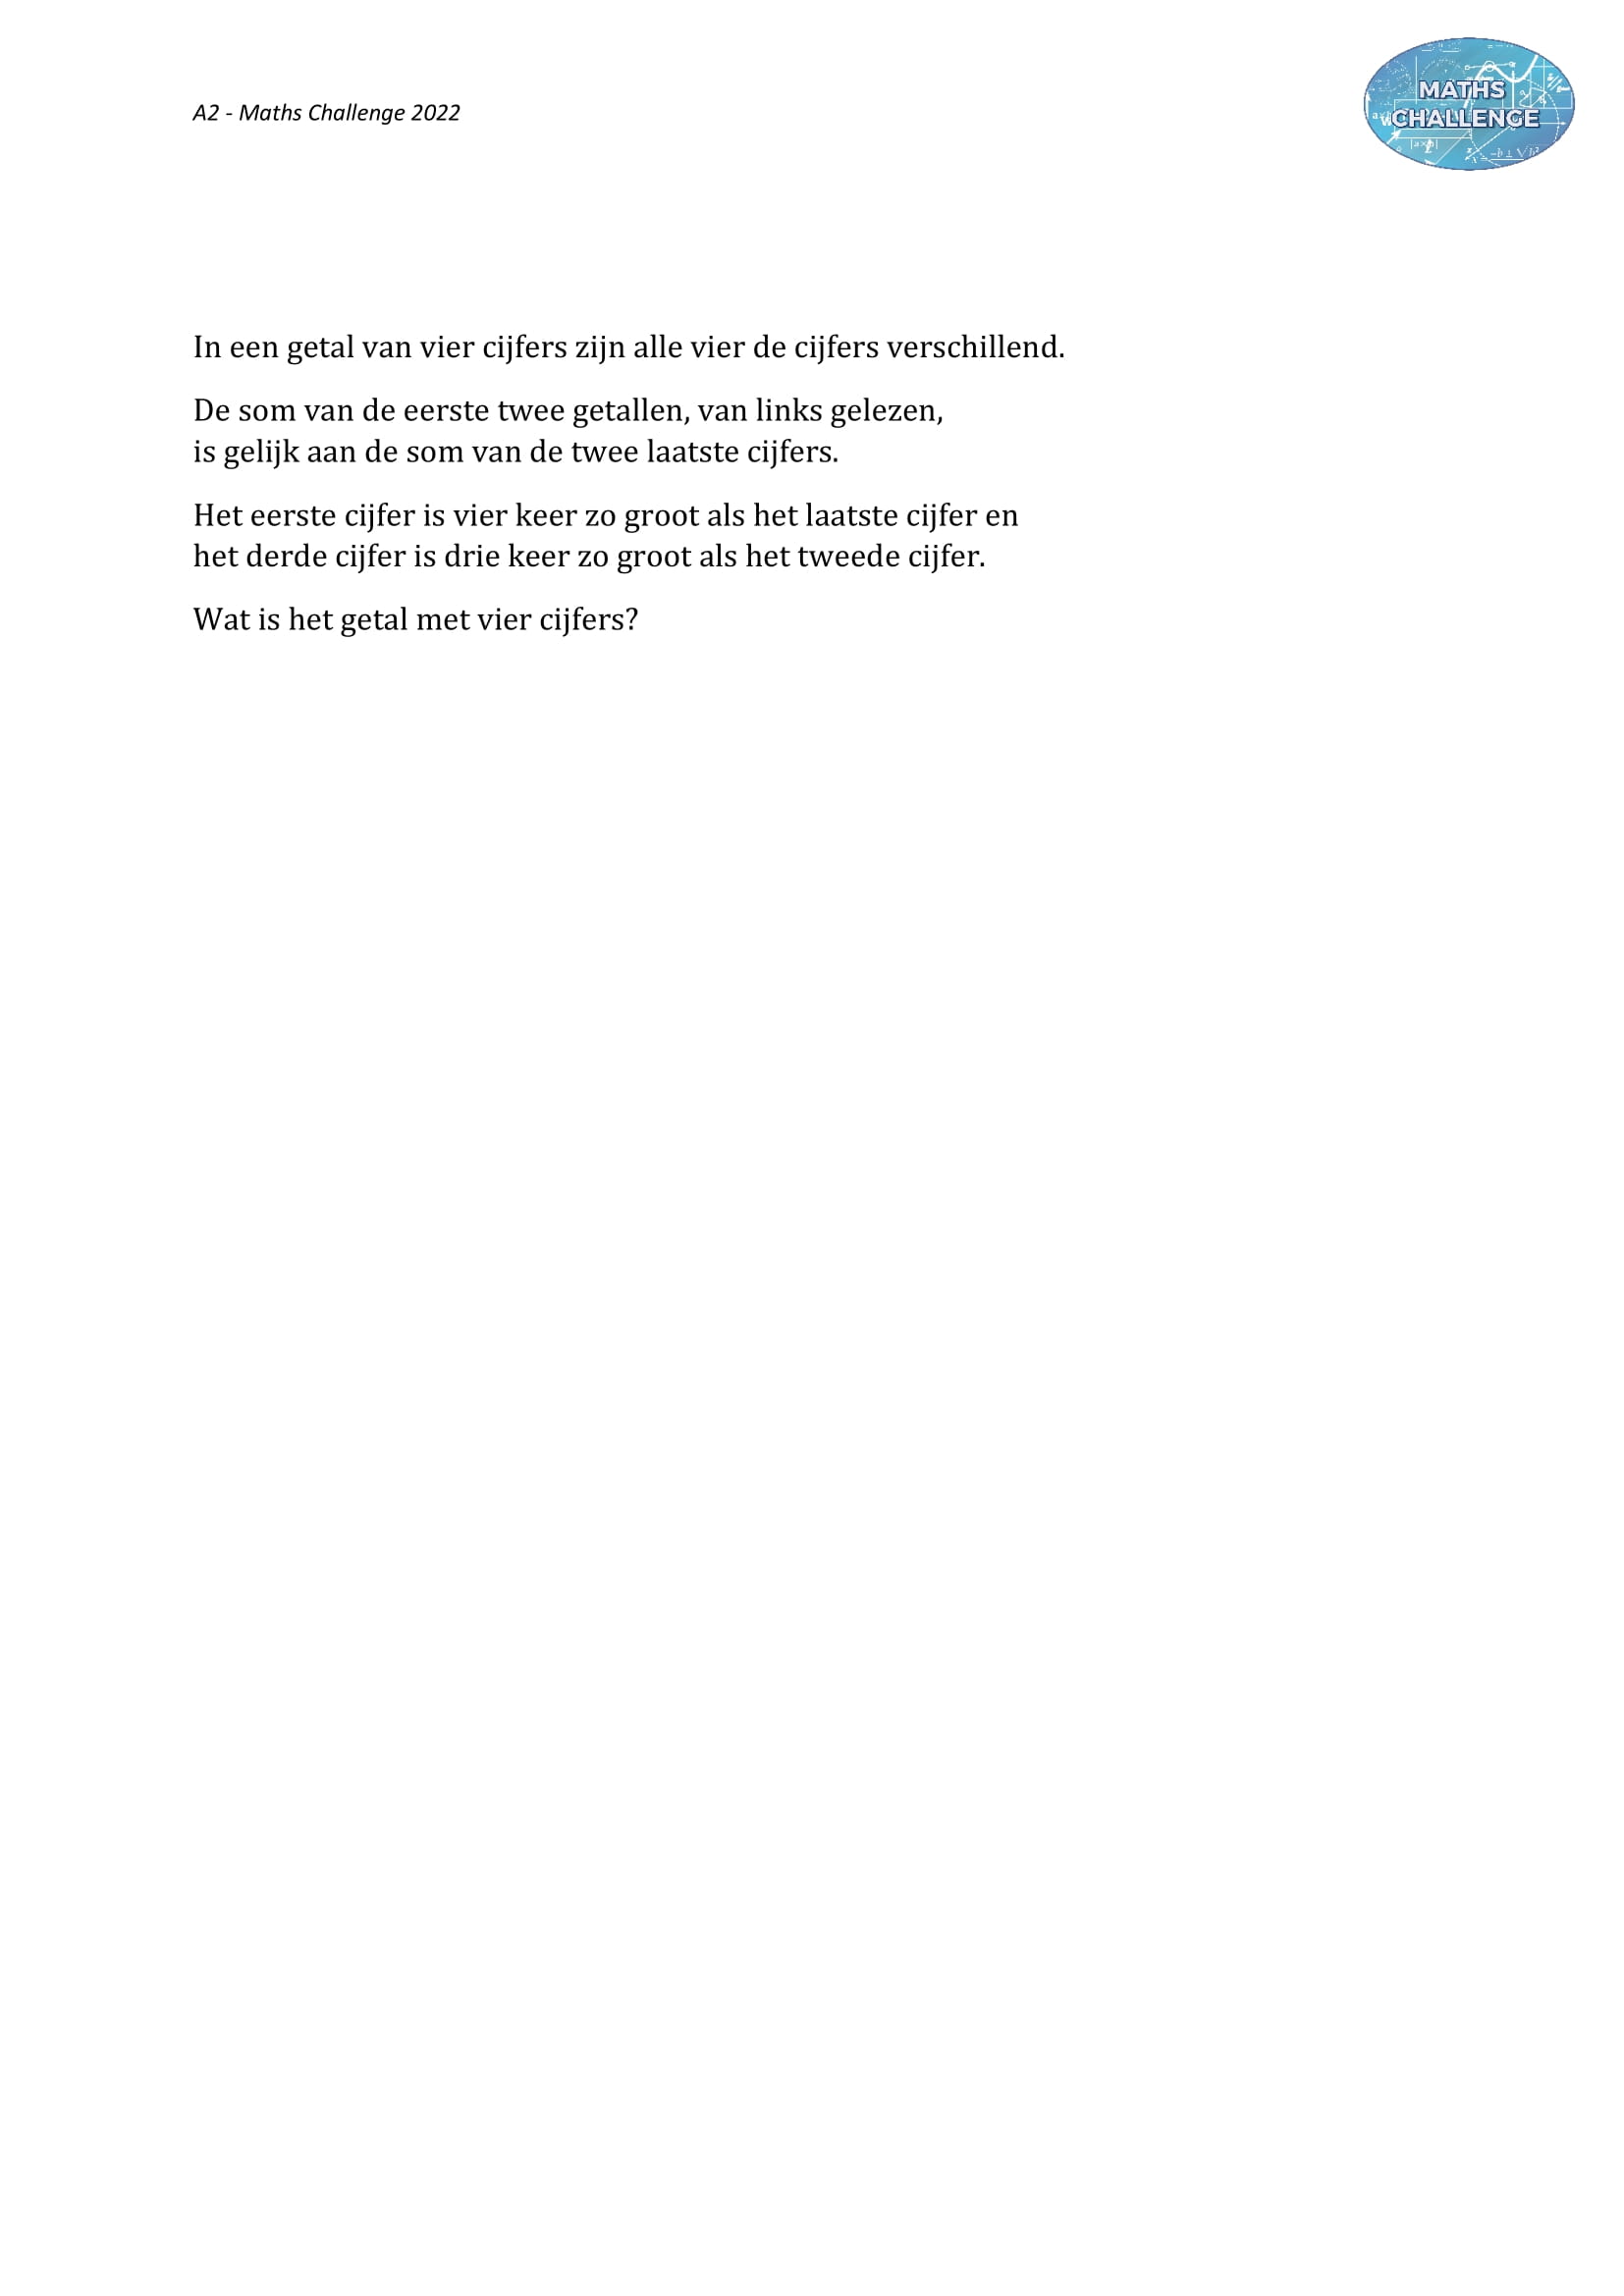 A2 - Maths Challenge 2022
MATHS
CHALLENGE
In een getal van vier cijfers zijn alle vier de cijfers verschillend.
De som van de eerste twee getallen, van links gelezen,
is gelijk aan de som van de twee laatste cijfers.
Het eerste cijfer is vier keer zo groot als het laatste cijfer en
het derde cijfer is drie keer zo groot als het tweede cijfer.
Wat is het getal met vier cijfers?